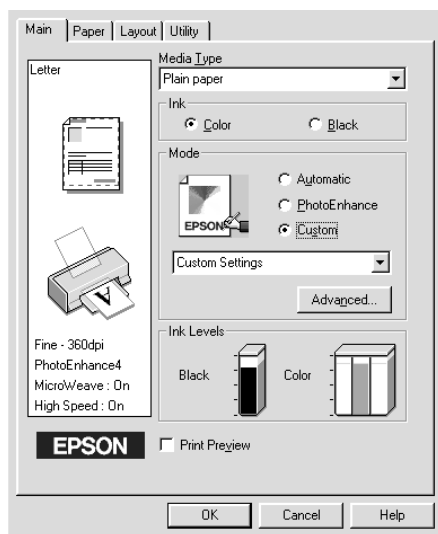 Main Paper Layout Utility
Letter
Media Type
Plain paper
Ink
Color Black
Mode
EPSON
Automatic
PhotoEnhance
Custom
Custom Settings
Advanced...
A
Fine - 360dpi
PhotoEnhance4
MicroWeave : On
High Speed : On
Ink Levels
Black Color
EPSON
Print Preview
OK Cancel Help